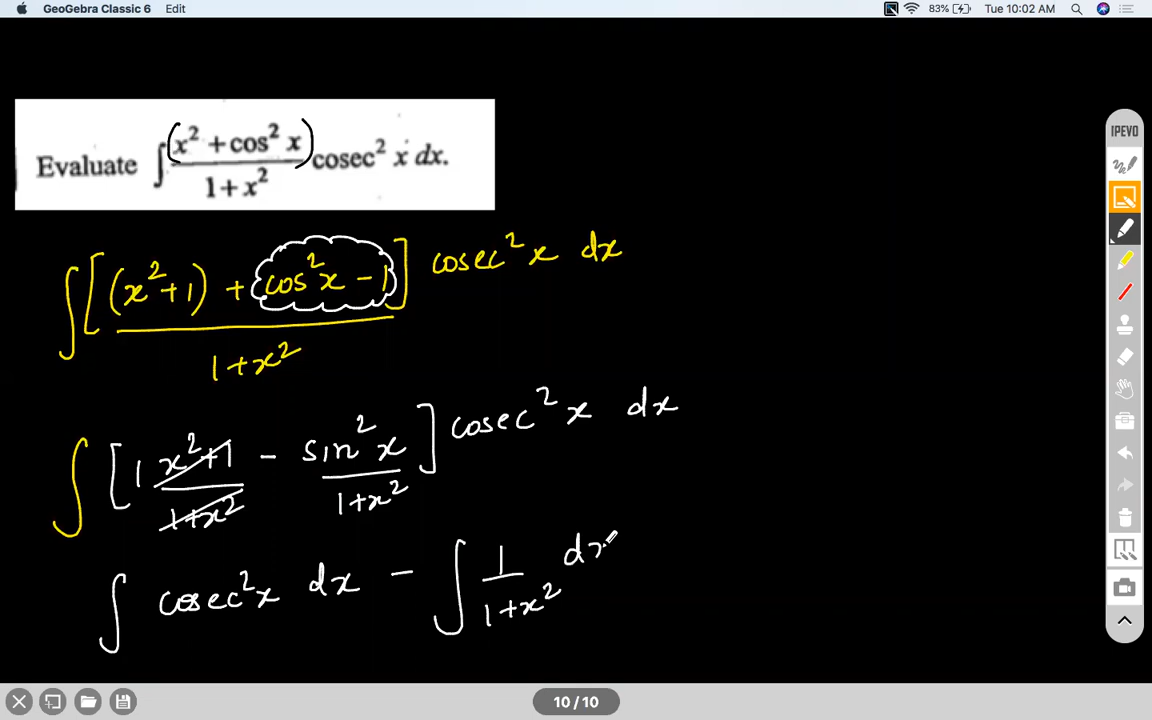 GeoGebra Classic 6 Edit 83% Tue 10:02 AM
Evaluate ∫ (x² + cos² x) / (1 + x²) cosec² x dx.
∫ [(x²+1) + cos²x − 1] / (1+x²) cosec²x dx
∫ [1 (x²+1)/(1+x²) − sin²x/(1+x²)] cosec²x dx
∫ cosec²x dx − ∫ 1/(1+x²) dx
IPEVO
10 / 10